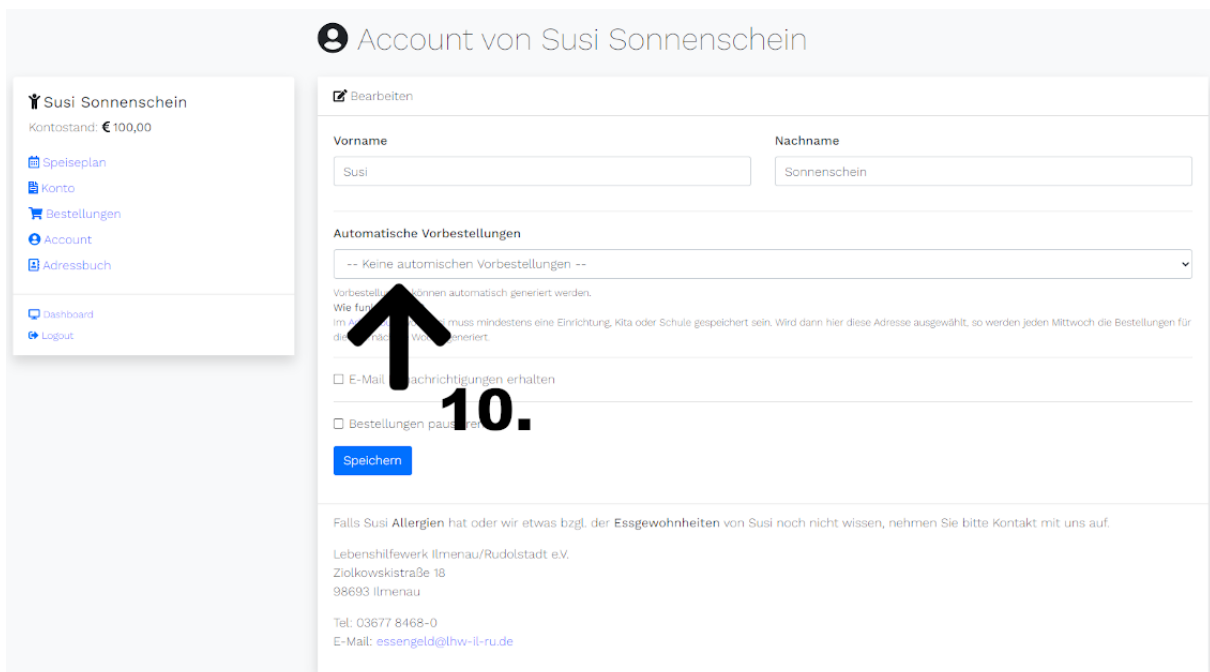 Account von Susi Sonnenschein
Susi Sonnenschein
Kontostand: € 100,00
Speiseplan
Konto
Bestellungen
Account
Adressbuch
Dashboard
Logout
Bearbeiten
Vorname
Nachname
Susi
Sonnenschein
Automatische Vorbestellungen
-- Keine automischen Vorbestellungen --
können automatisch generiert werden.
Wie
Im muss mindestens eine Einrichtung, Kita oder Schule gespeichert sein. Wird dann hier diese Adresse ausgewählt, so werden jeden Mittwoch die Bestellungen für
generiert.
E-Mail erhalten
Bestellungen
10.
Speichern
Falls Susi Allergien hat oder wir etwas bzgl. der Essgewohnheiten von Susi noch nicht wissen, nehmen Sie bitte Kontakt mit uns auf.
Lebenshilfewerk Ilmenau/Rudolstadt e.V.
Ziolkowskistraße 18
98693 Ilmenau
Tel: 03677 8468-0
E-Mail: essengeld@lhw-il-ru.de